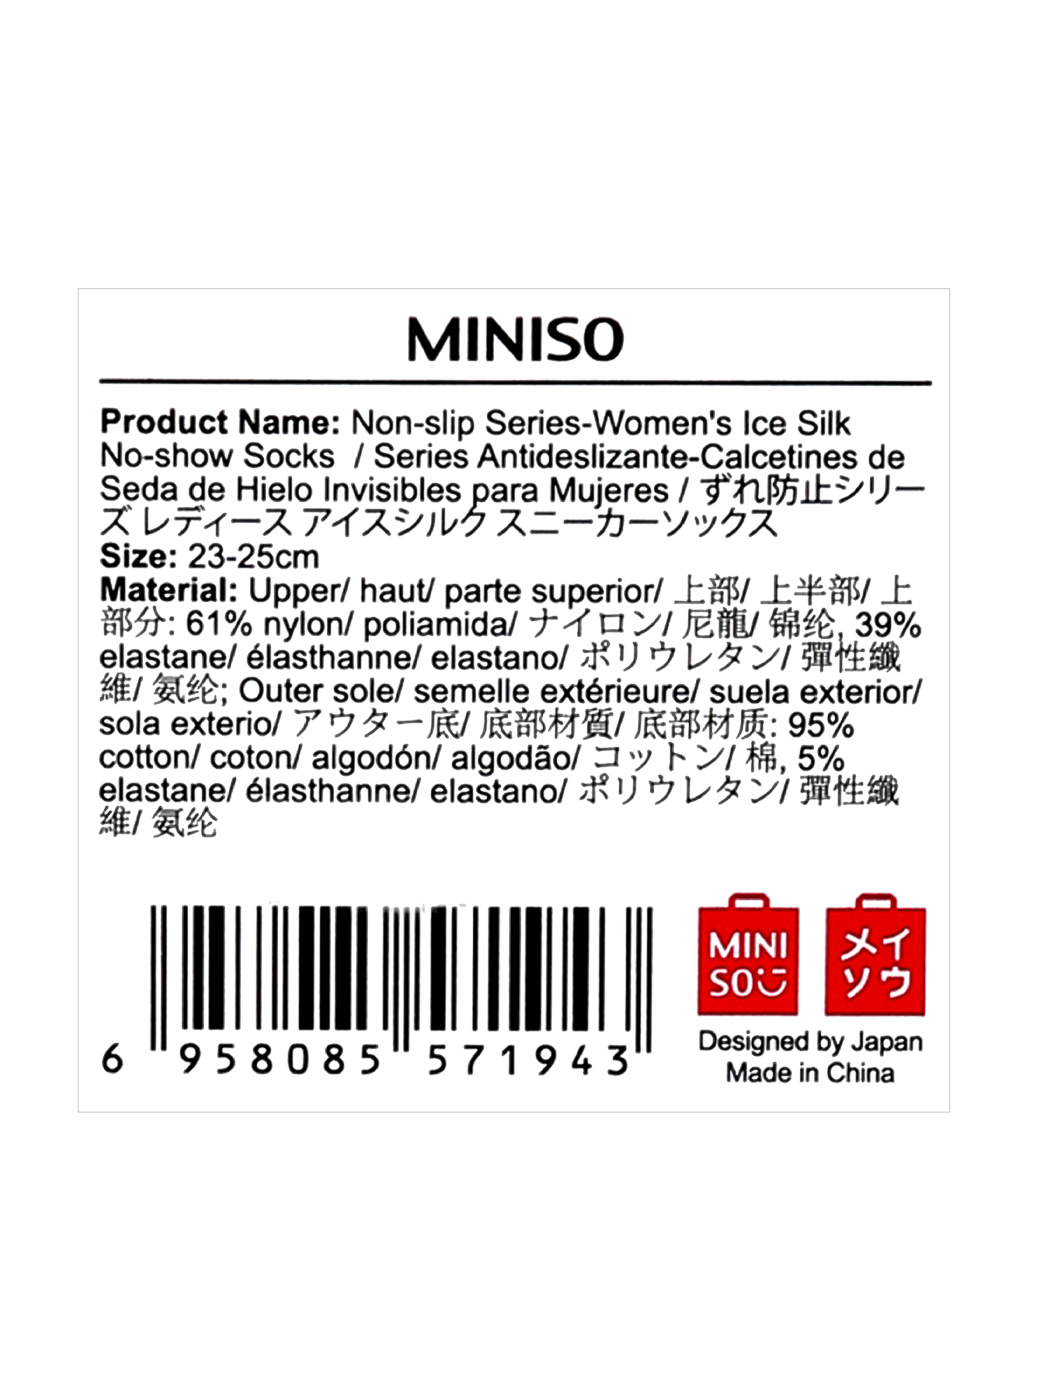 MINISO
Product Name: Non-slip Series-Women's Ice Silk
No-show Socks / Series Antideslizante-Calcetines de
Seda de Hielo Invisibles para Mujeres / ずれ防止シリー
ズ レディース アイスシルク スニーカーソックス
Size: 23-25cm
Material: Upper/ haut/ parte superior/ 上部/ 上半部/ 上
部分: 61% nylon/ poliamida/ ナイロン/ 尼龍/ 锦纶, 39%
elastane/ élasthanne/ elastano/ ポリウレタン/ 彈性纖
維/ 氨纶; Outer sole/ semelle extérieure/ suela exterior/
sola exterio/ アウター底/ 底部材質/ 底部材质: 95%
cotton/ coton/ algodón/ algodão/ コットン/ 棉, 5%
elastane/ élasthanne/ elastano/ ポリウレタン/ 彈性纖
維/ 氨纶
6 958085 571943
MINI
SO
メイ
ソウ
Designed by Japan
Made in China